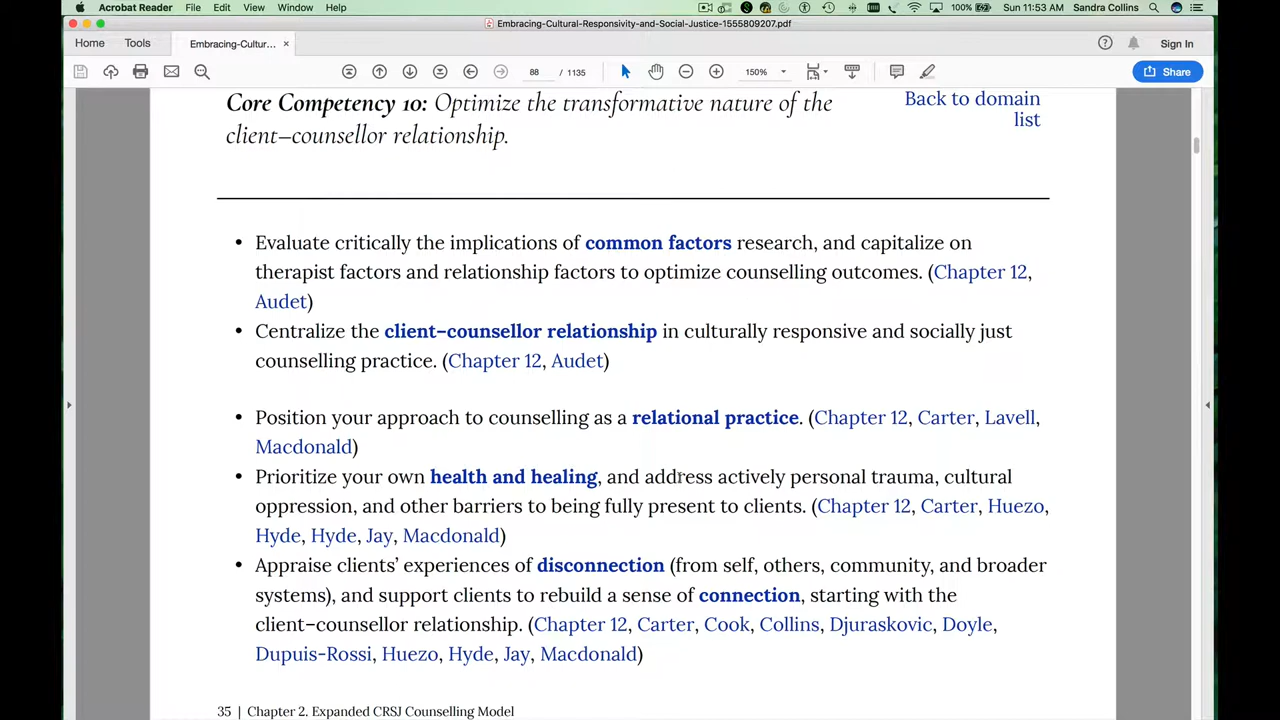 Acrobat Reader File Edit View Window Help 100% Sun 11:53 AM Sandra Collins
Embracing-Cultural-Responsivity-and-Social-Justice-1555809207.pdf
Home Tools Embracing-Cultur... × Sign In
88 / 1135 150% Share
Core Competency 10: Optimize the transformative nature of the
client–counsellor relationship.
Back to domain
list
• Evaluate critically the implications of common factors research, and capitalize on
therapist factors and relationship factors to optimize counselling outcomes. (Chapter 12,
Audet)
• Centralize the client–counsellor relationship in culturally responsive and socially just
counselling practice. (Chapter 12, Audet)
• Position your approach to counselling as a relational practice. (Chapter 12, Carter, Lavell,
Macdonald)
• Prioritize your own health and healing, and address actively personal trauma, cultural
oppression, and other barriers to being fully present to clients. (Chapter 12, Carter, Huezo,
Hyde, Hyde, Jay, Macdonald)
• Appraise clients’ experiences of disconnection (from self, others, community, and broader
systems), and support clients to rebuild a sense of connection, starting with the
client–counsellor relationship. (Chapter 12, Carter, Cook, Collins, Djuraskovic, Doyle,
Dupuis-Rossi, Huezo, Hyde, Jay, Macdonald)
35 | Chapter 2. Expanded CRSJ Counselling Model